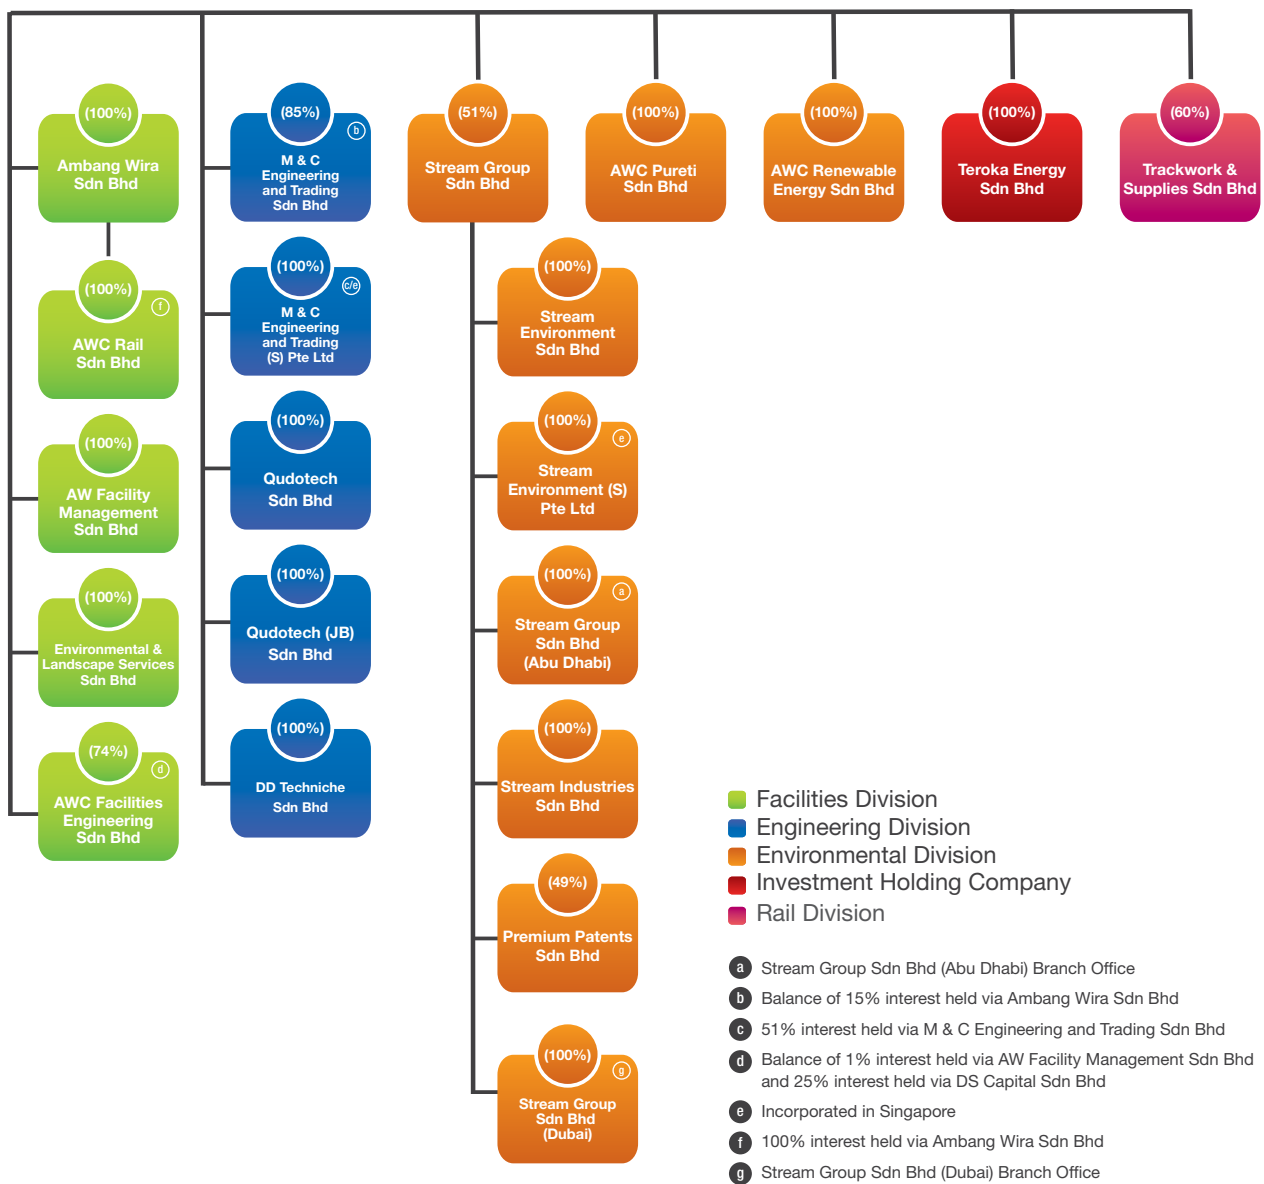 (100%)
Ambang Wira
Sdn Bhd
(100%)
f
AWC Rail
Sdn Bhd
(100%)
AW Facility
Management
Sdn Bhd
(100%)
Environmental &
Landscape Services
Sdn Bhd
(74%)
d
AWC Facilities
Engineering
Sdn Bhd
(85%)
b
M & C
Engineering
and Trading
Sdn Bhd
(100%)
c/e
M & C
Engineering
and Trading
(S) Pte Ltd
(100%)
Qudotech
Sdn Bhd
(100%)
Qudotech (JB)
Sdn Bhd
(100%)
DD Techniche
Sdn Bhd
(51%)
Stream Group
Sdn Bhd
(100%)
Stream
Environment
Sdn Bhd
(100%)
e
Stream
Environment (S)
Pte Ltd
(100%)
a
Stream Group
Sdn Bhd
(Abu Dhabi)
(100%)
Stream Industries
Sdn Bhd
(49%)
Premium Patents
Sdn Bhd
(100%)
g
Stream Group
Sdn Bhd
(Dubai)
(100%)
AWC Pureti
Sdn Bhd
(100%)
AWC Renewable
Energy Sdn Bhd
(100%)
Teroka Energy
Sdn Bhd
(60%)
Trackwork &
Supplies Sdn Bhd
Facilities Division
Engineering Division
Environmental Division
Investment Holding Company
Rail Division
a Stream Group Sdn Bhd (Abu Dhabi) Branch Office
b Balance of 15% interest held via Ambang Wira Sdn Bhd
c 51% interest held via M & C Engineering and Trading Sdn Bhd
d Balance of 1% interest held via AW Facility Management Sdn Bhd
and 25% interest held via DS Capital Sdn Bhd
e Incorporated in Singapore
f 100% interest held via Ambang Wira Sdn Bhd
g Stream Group Sdn Bhd (Dubai) Branch Office